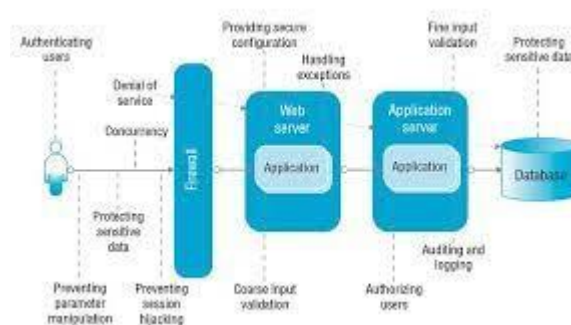 Authenticating
users
Providing secure
configuration
Fine input
validation
Protecting
sensitive data
Handling
exceptions
Denial of
service
Web
server
Application
server
Concurrency
Firewall
Application
Application
Database
Protecting
sensitive
data
Auditing and
logging
Preventing
parameter
manipulation
Preventing
session
hijacking
Coarse input
validation
Authorizing
users